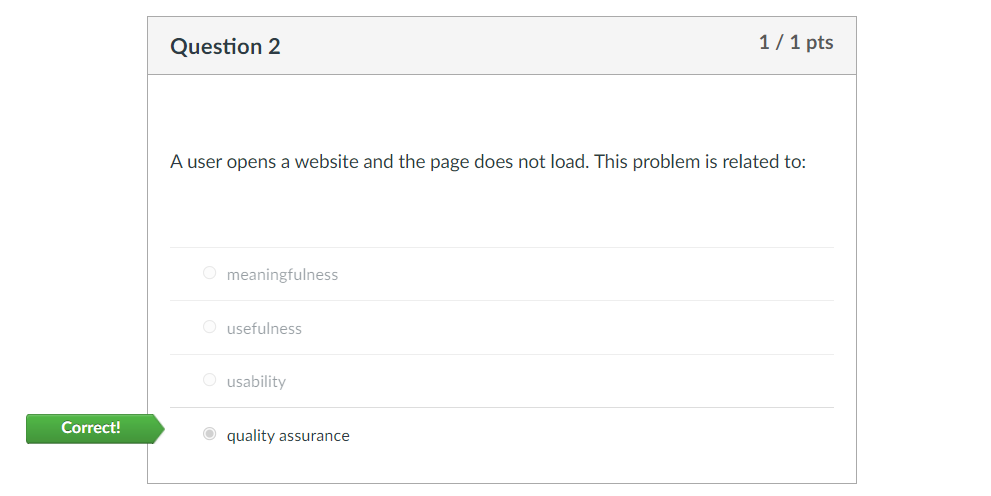 Question 2
1 / 1 pts
A user opens a website and the page does not load. This problem is related to:
meaningfulness
usefulness
usability
Correct!
quality assurance